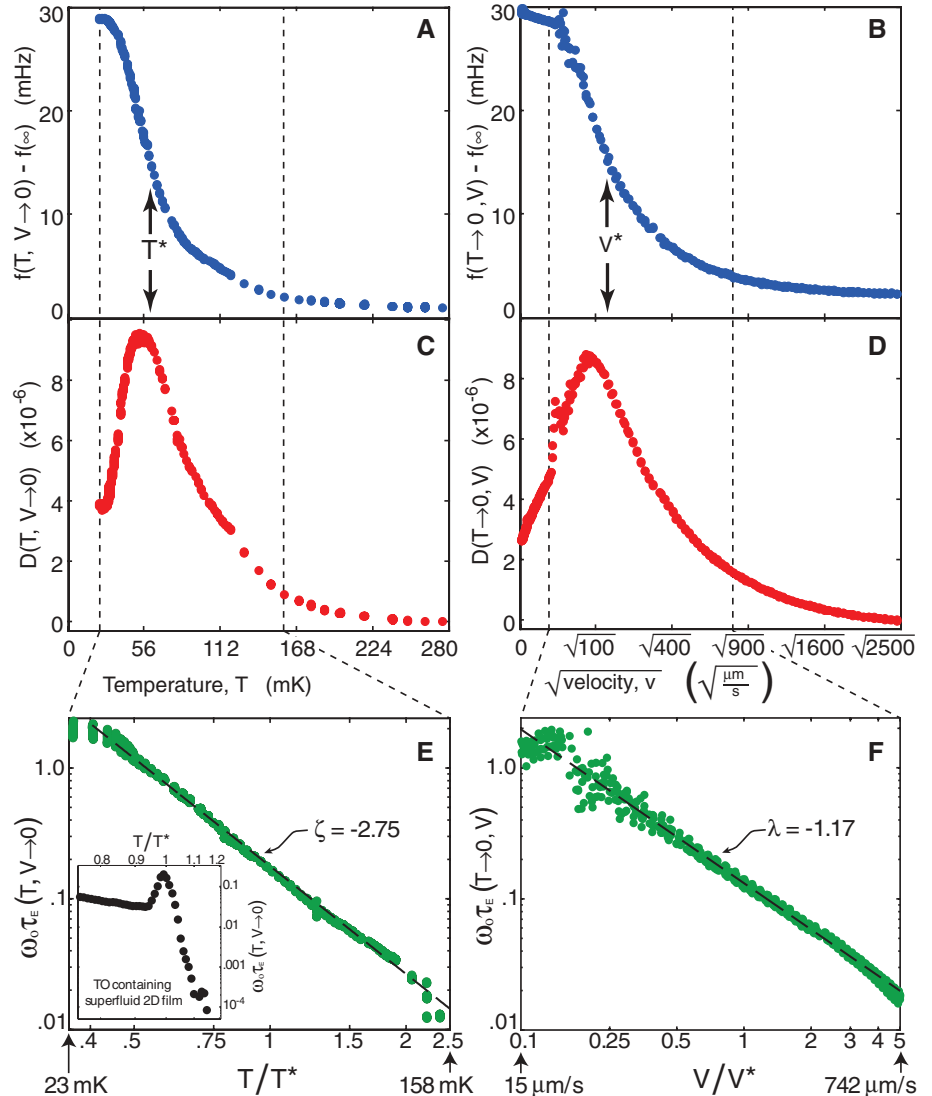 30
20
10
0
f(T, V→0) - f(∞) (mHz)
A
T*
30
20
10
0
f(T→0 ,V) - f(∞) (mHz)
B
V*
8
6
4
2
0
D(T, V→0) (x10⁻⁶)
C
0 56 112 168 224 280
Temperature, T (mK)
8
6
4
2
0
D(T→0, V) (x10⁻⁶)
D
0 √100 √400 √900 √1600 √2500
√velocity, v (√μm/s)
1.0
0.1
.01
ω₀τ_E (T, V→0)
E
ζ = -2.75
T/T*
0.8 0.9 1 1.1 1.2
0.1
.01
.001
10⁻⁴
ω₀τ_E (T, V→0)
TO containing
superfluid 2D film
.4 .5 .75 1 1.5 2 2.5
23 mK
T/T*
158 mK
1.0
0.1
.01
ω₀τ_E (T→0, V)
F
λ = -1.17
0.1 0.25 0.5 1 2 3 4 5
15 μm/s
V/V*
742 μm/s